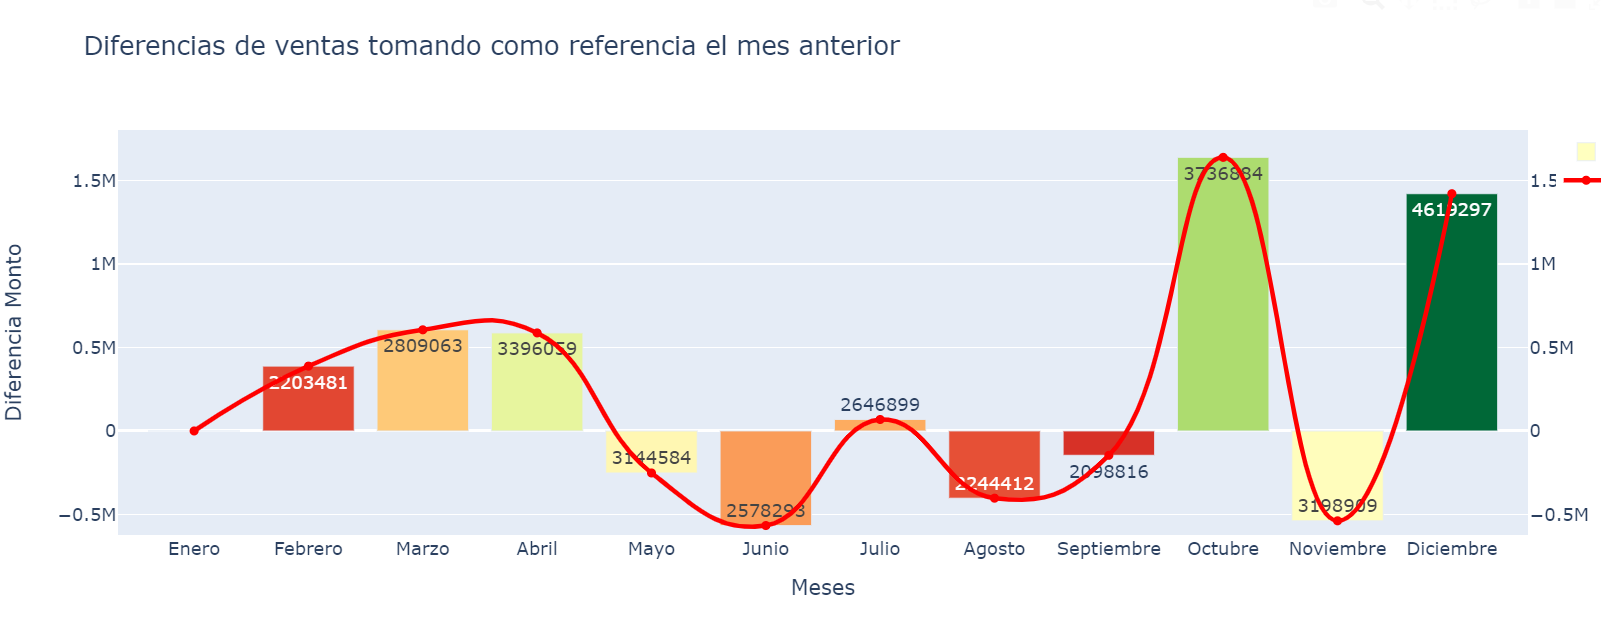 Diferencias de ventas tomando como referencia el mes anterior
Diferencia Monto
1.5M
1M
0.5M
0
−0.5M
2203481
2809063
3396059
3144584
2578293
2646899
2244412
2098816
3736884
3198909
4619297
1.5
1M
0.5M
0
−0.5M
Enero Febrero Marzo Abril Mayo Junio Julio Agosto Septiembre Octubre Noviembre Diciembre
Meses